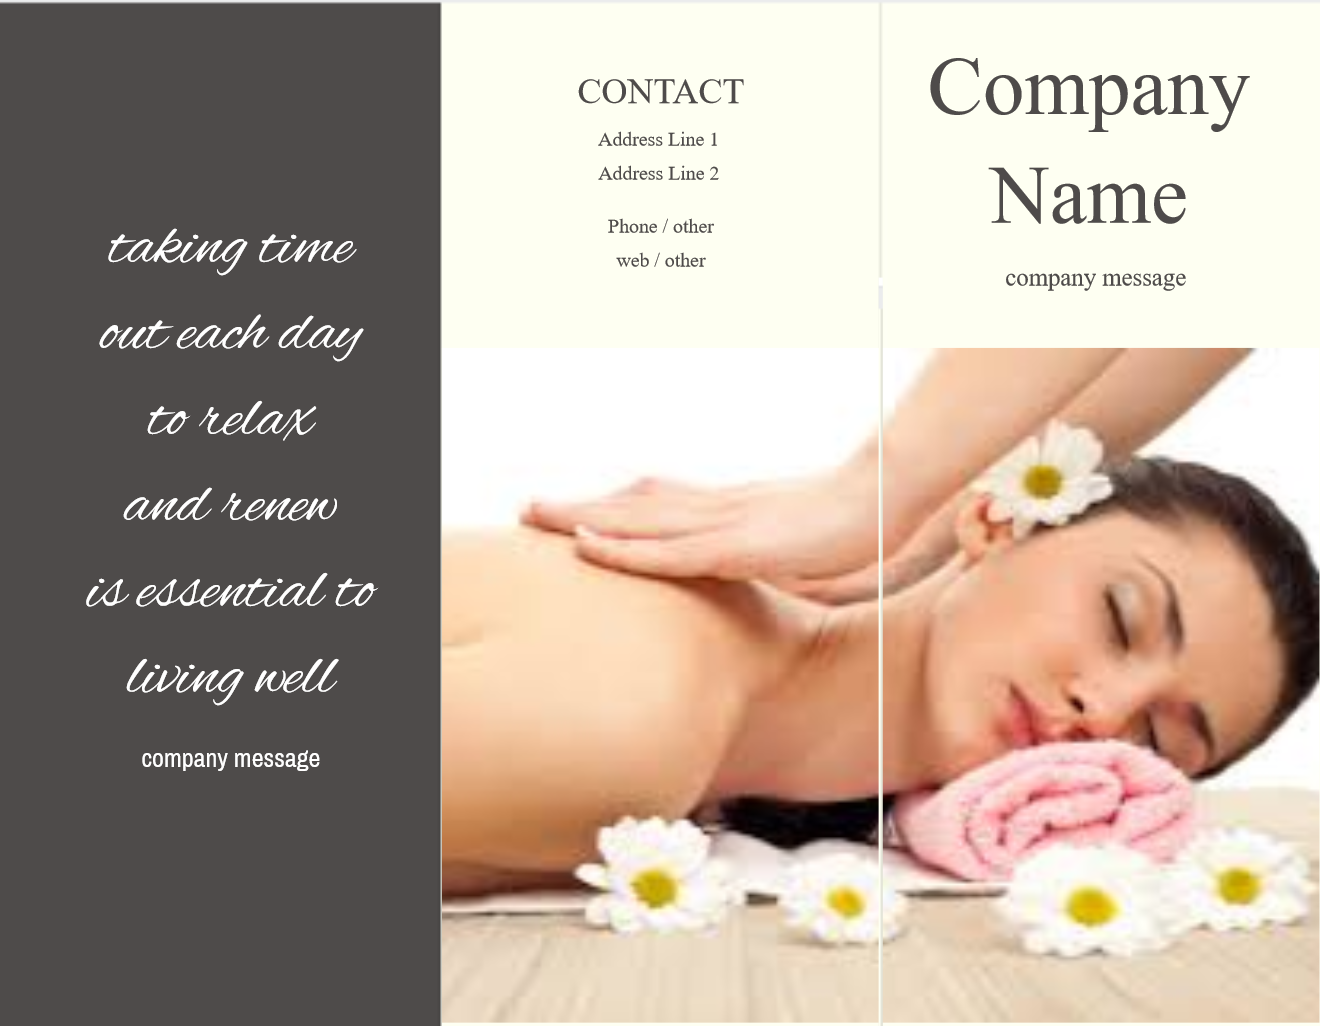 taking time
out each day
to relax
and renew
is essential to
living well
company message
CONTACT
Address Line 1
Address Line 2
Phone / other
web / other
Company
Name
company message